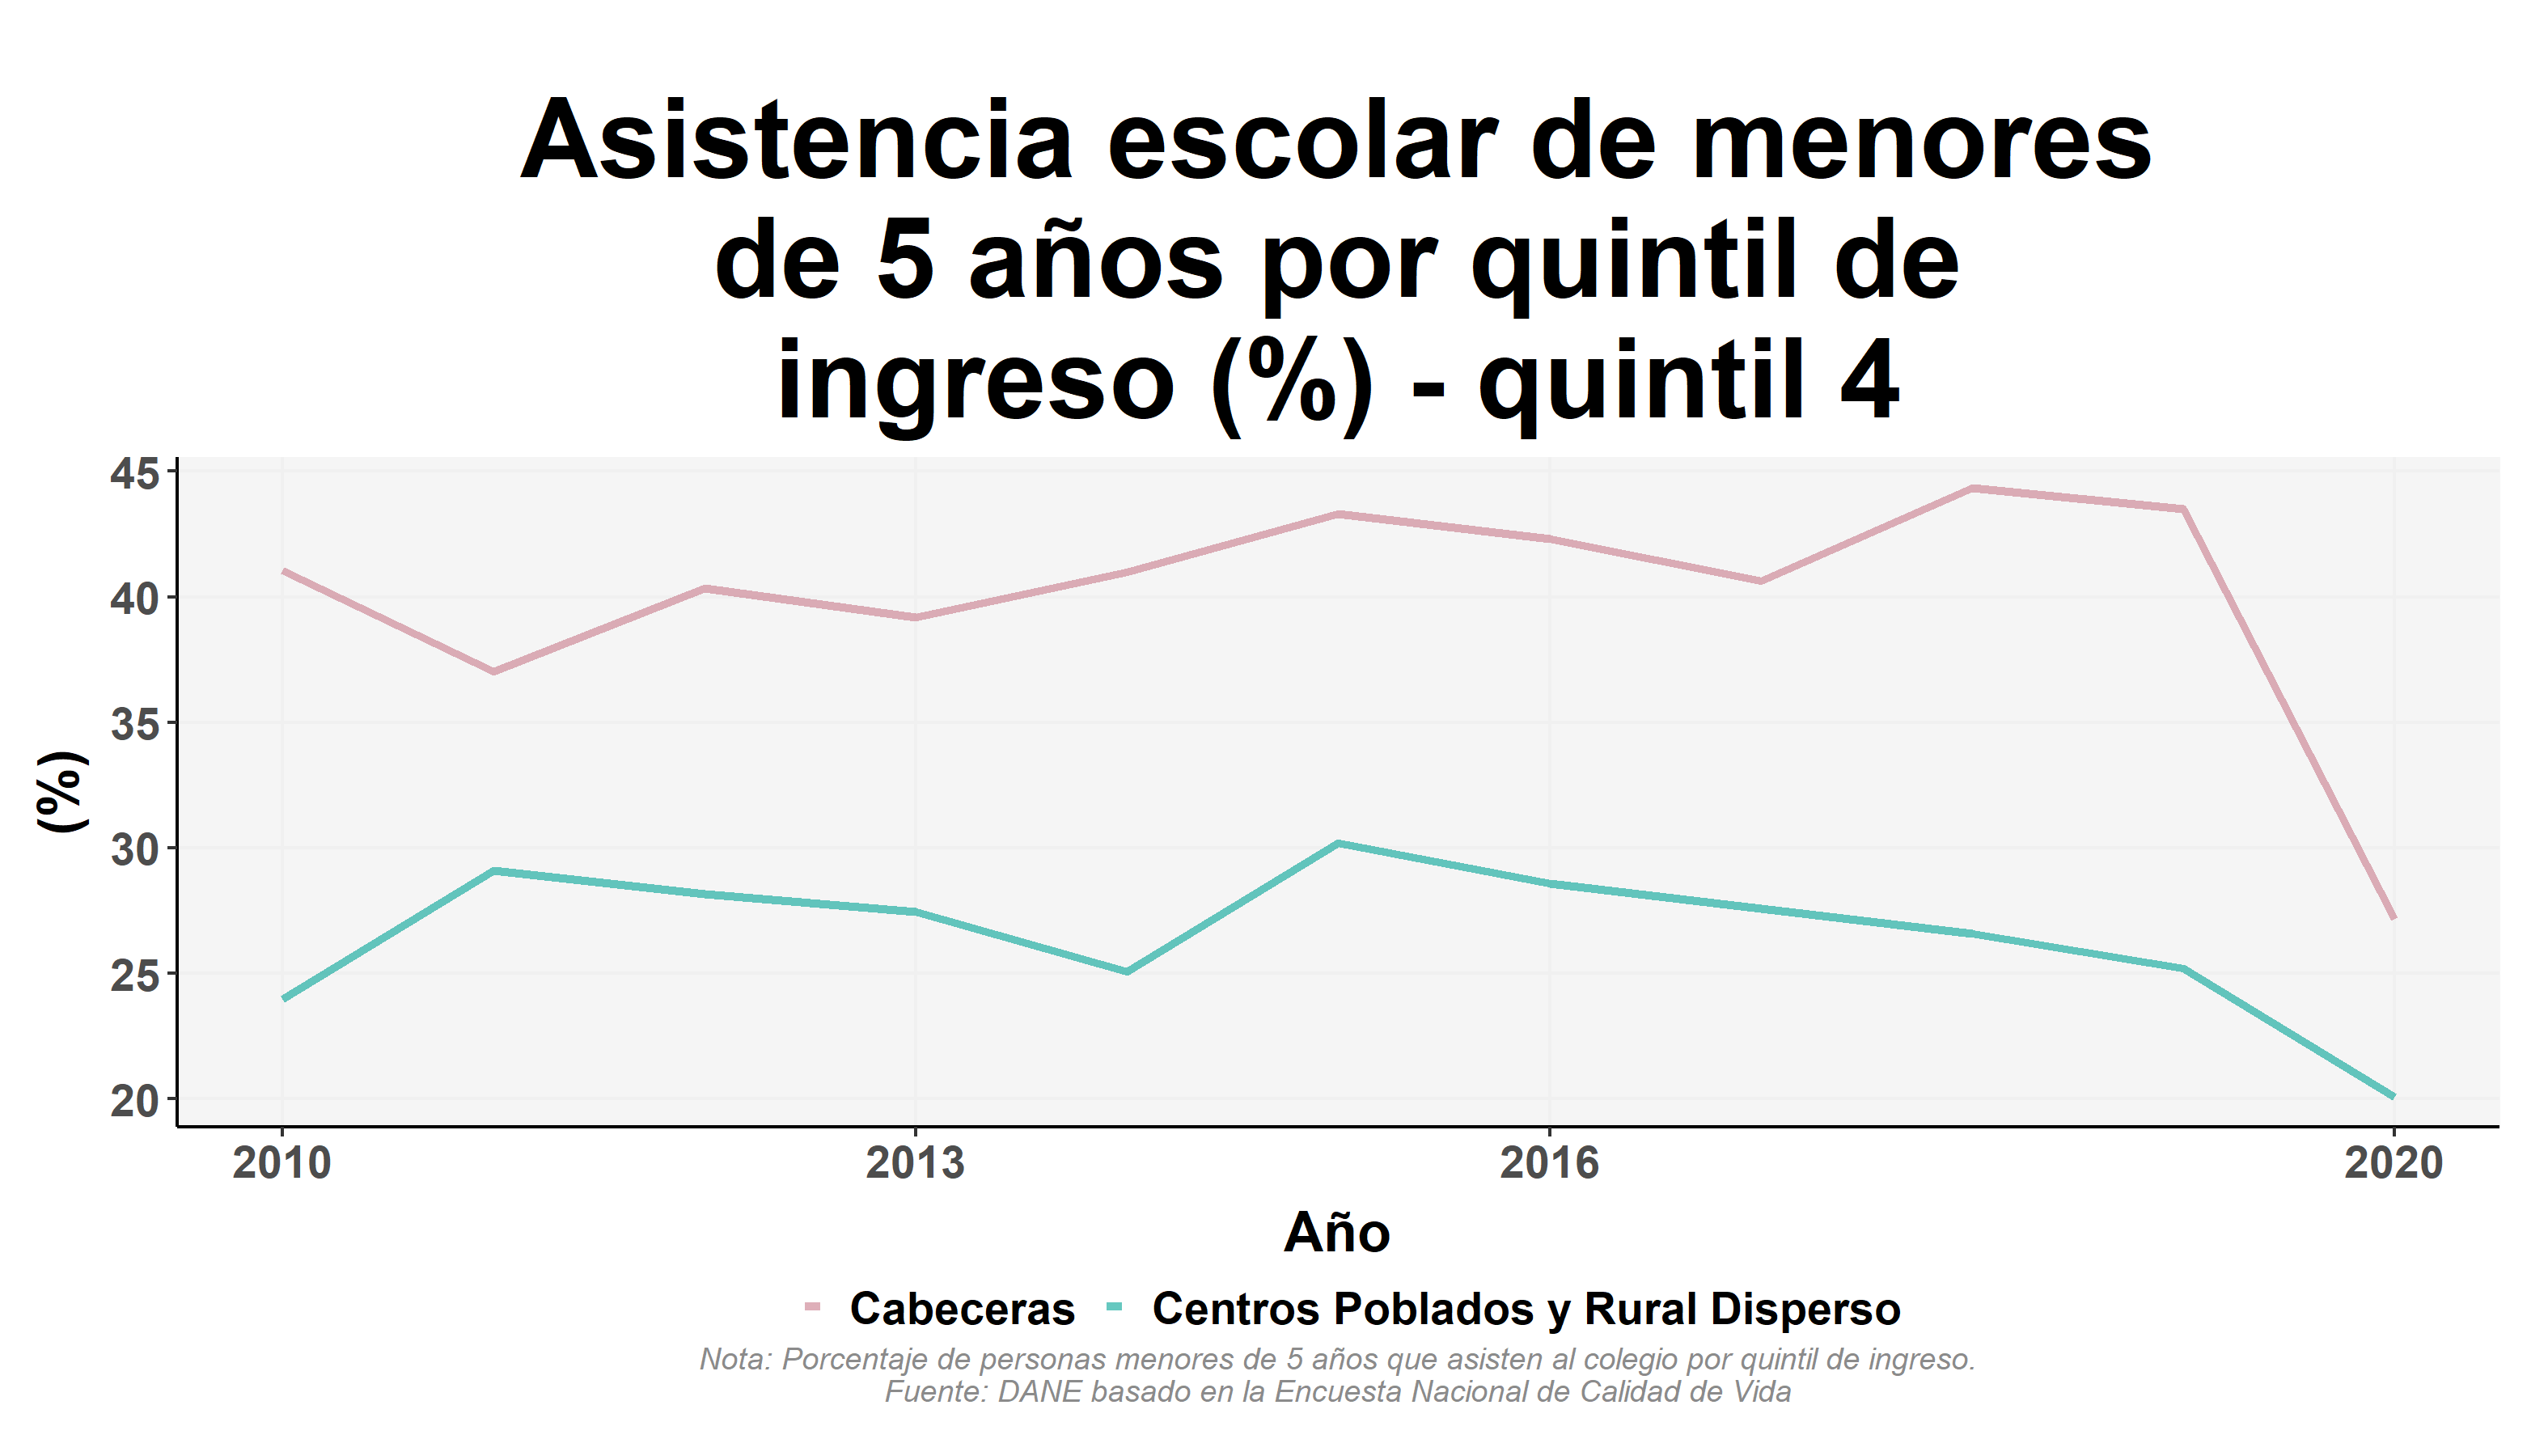 Asistencia escolar de menores
de 5 años por quintil de
ingreso (%) - quintil 4
45
40
35
30
25
20
(%)
2010 2013 2016 2020
Año
Cabeceras Centros Poblados y Rural Disperso
Nota: Porcentaje de personas menores de 5 años que asisten al colegio por quintil de ingreso.
Fuente: DANE basado en la Encuesta Nacional de Calidad de Vida